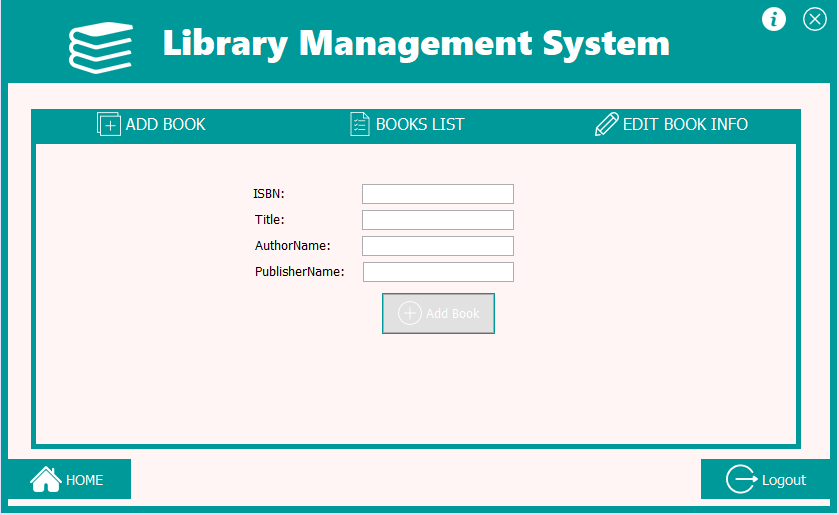 Library Management System
ADD BOOK
BOOKS LIST
EDIT BOOK INFO
ISBN:
Title:
AuthorName:
PublisherName:
Add Book
HOME
Logout